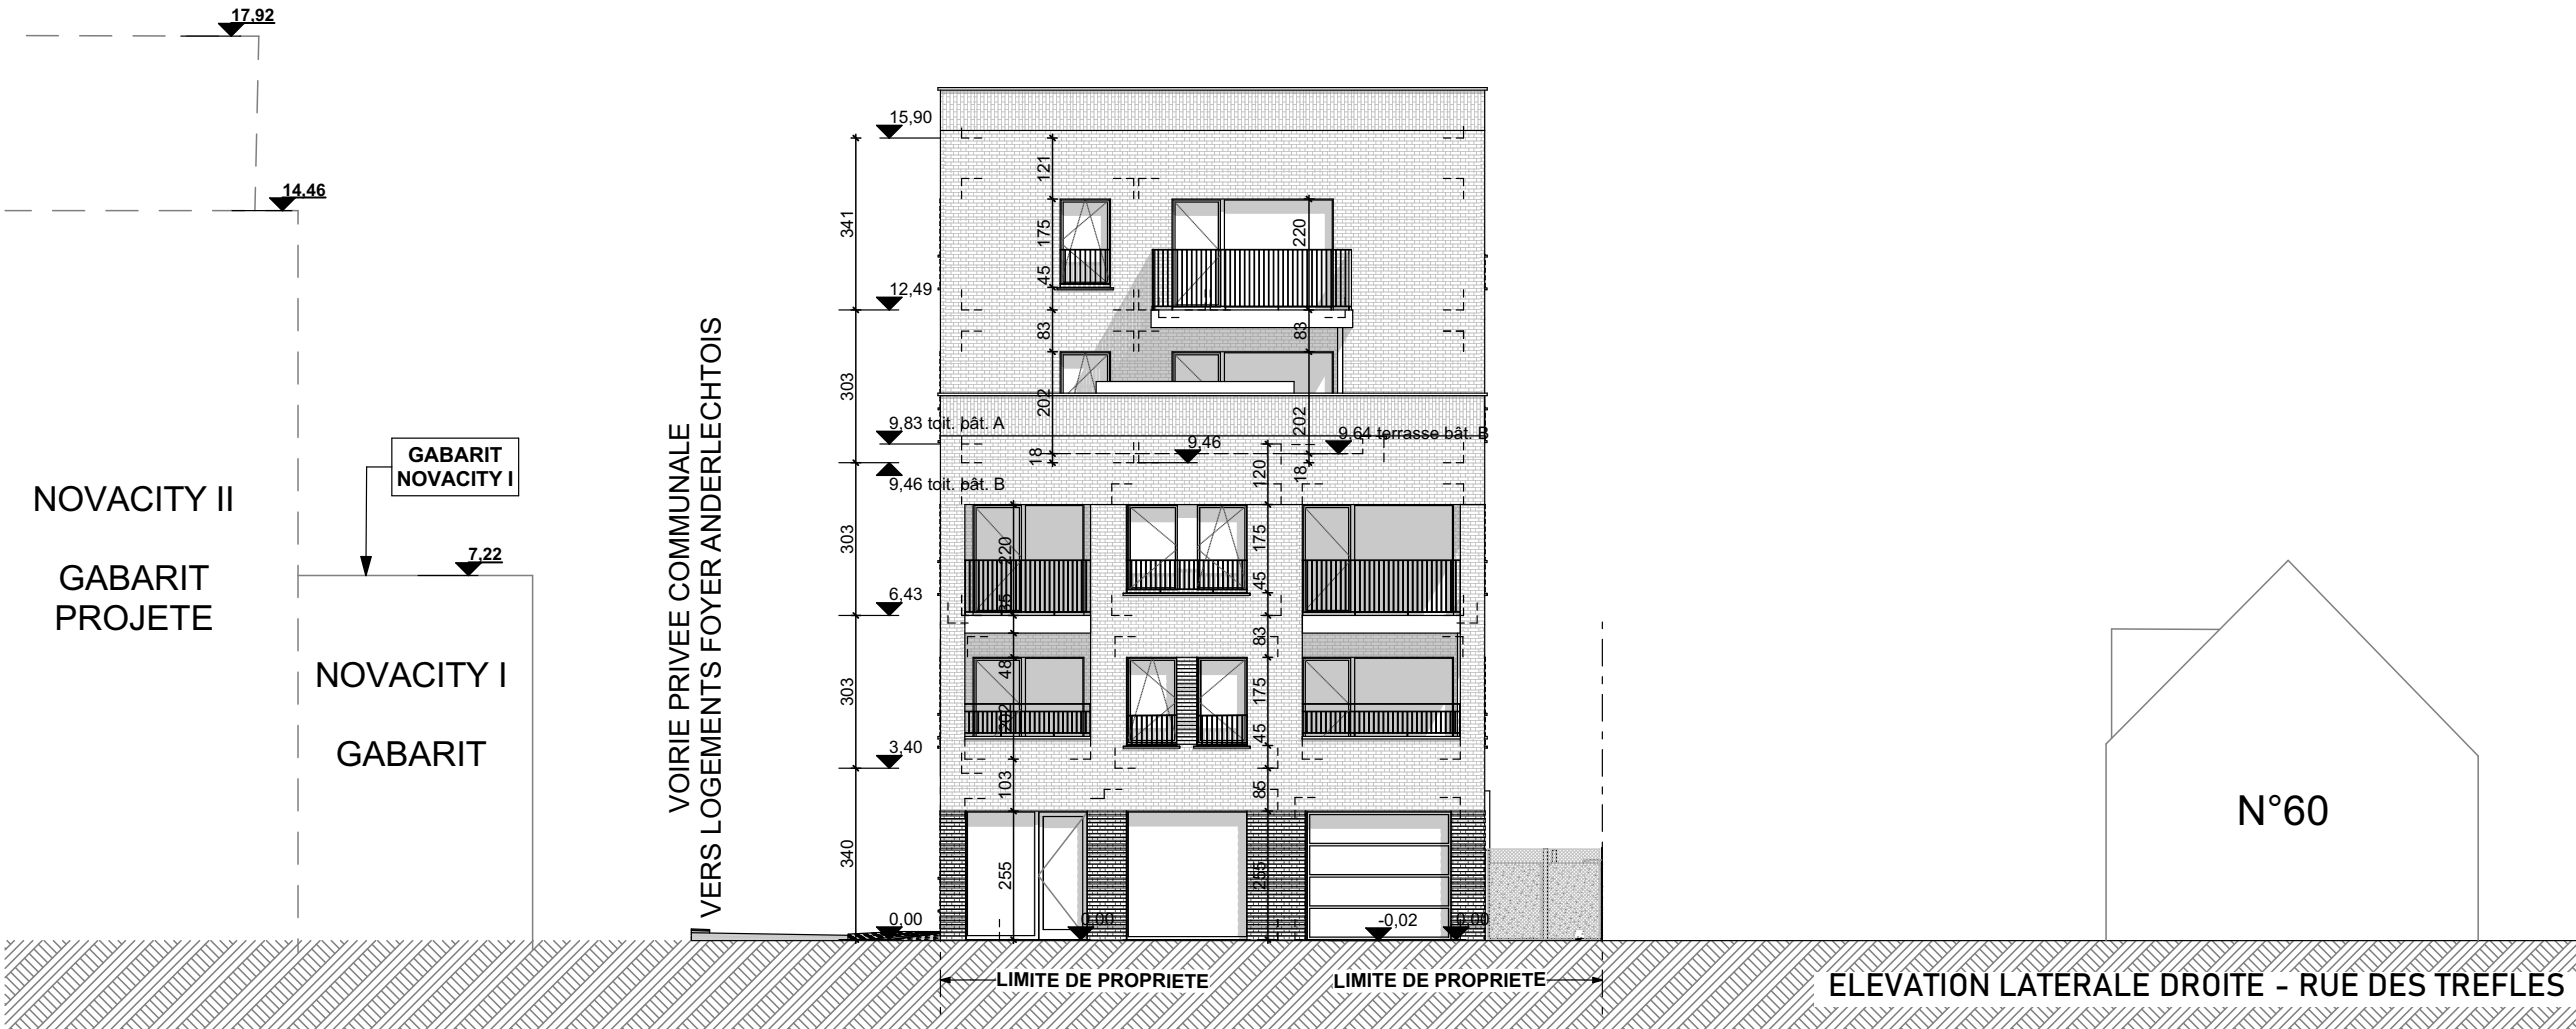 17,92
14,46
GABARIT
NOVACITY I
7,22
NOVACITY II
GABARIT
PROJETE
NOVACITY I
GABARIT
VOIRIE PRIVEE COMMUNALE
VERS LOGEMENTS FOYER ANDERLECHTOIS
341
303
303
303
340
15,90
12,49
9,83 toit. bât. A
9,46 toit. bât. B
6,43
3,40
0,00
121
175
45
83
202
18
220
83
202
18
9,46
9,64 terrasse bât. B
120
175
45
83
175
45
85
255
220
35
48
202
103
255
0,00
-0,02
0,00
LIMITE DE PROPRIETE
LIMITE DE PROPRIETE
N°60
ELEVATION LATERALE DROITE - RUE DES TREFLES